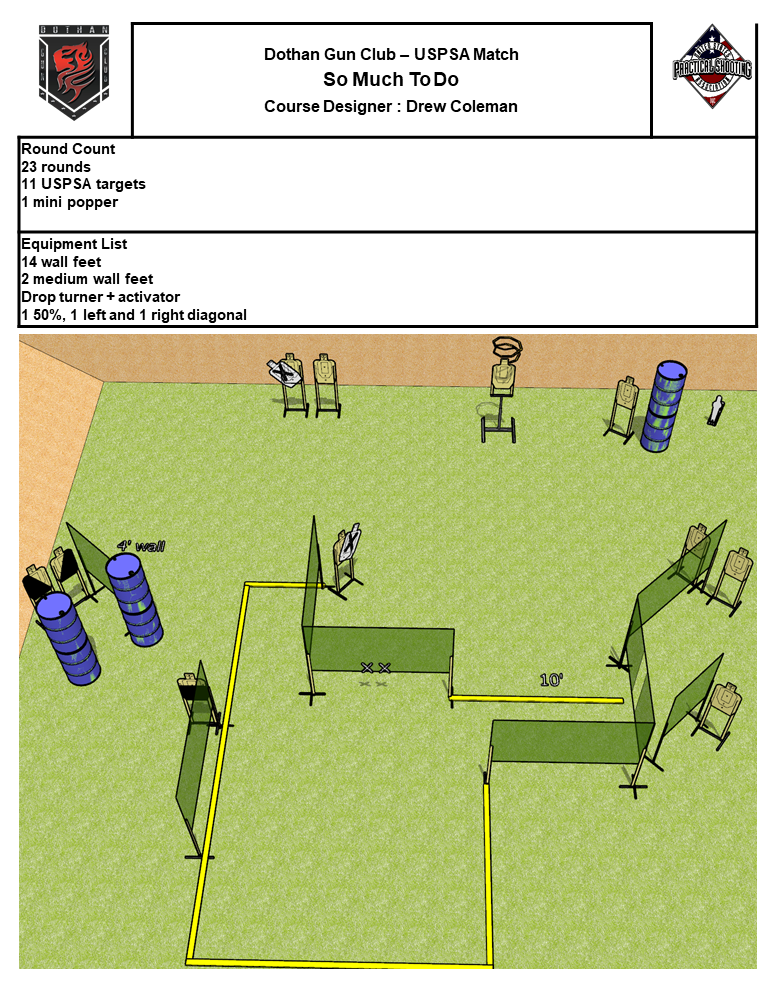 DOTHAN
GUN
CLUB
Dothan Gun Club – USPSA Match
So Much To Do
Course Designer : Drew Coleman
UNITED STATES
PRACTICAL SHOOTING
ASSOCIATION
Round Count
23 rounds
11 USPSA targets
1 mini popper
Equipment List
14 wall feet
2 medium wall feet
Drop turner + activator
1 50%, 1 left and 1 right diagonal
4' wall
X X
10'